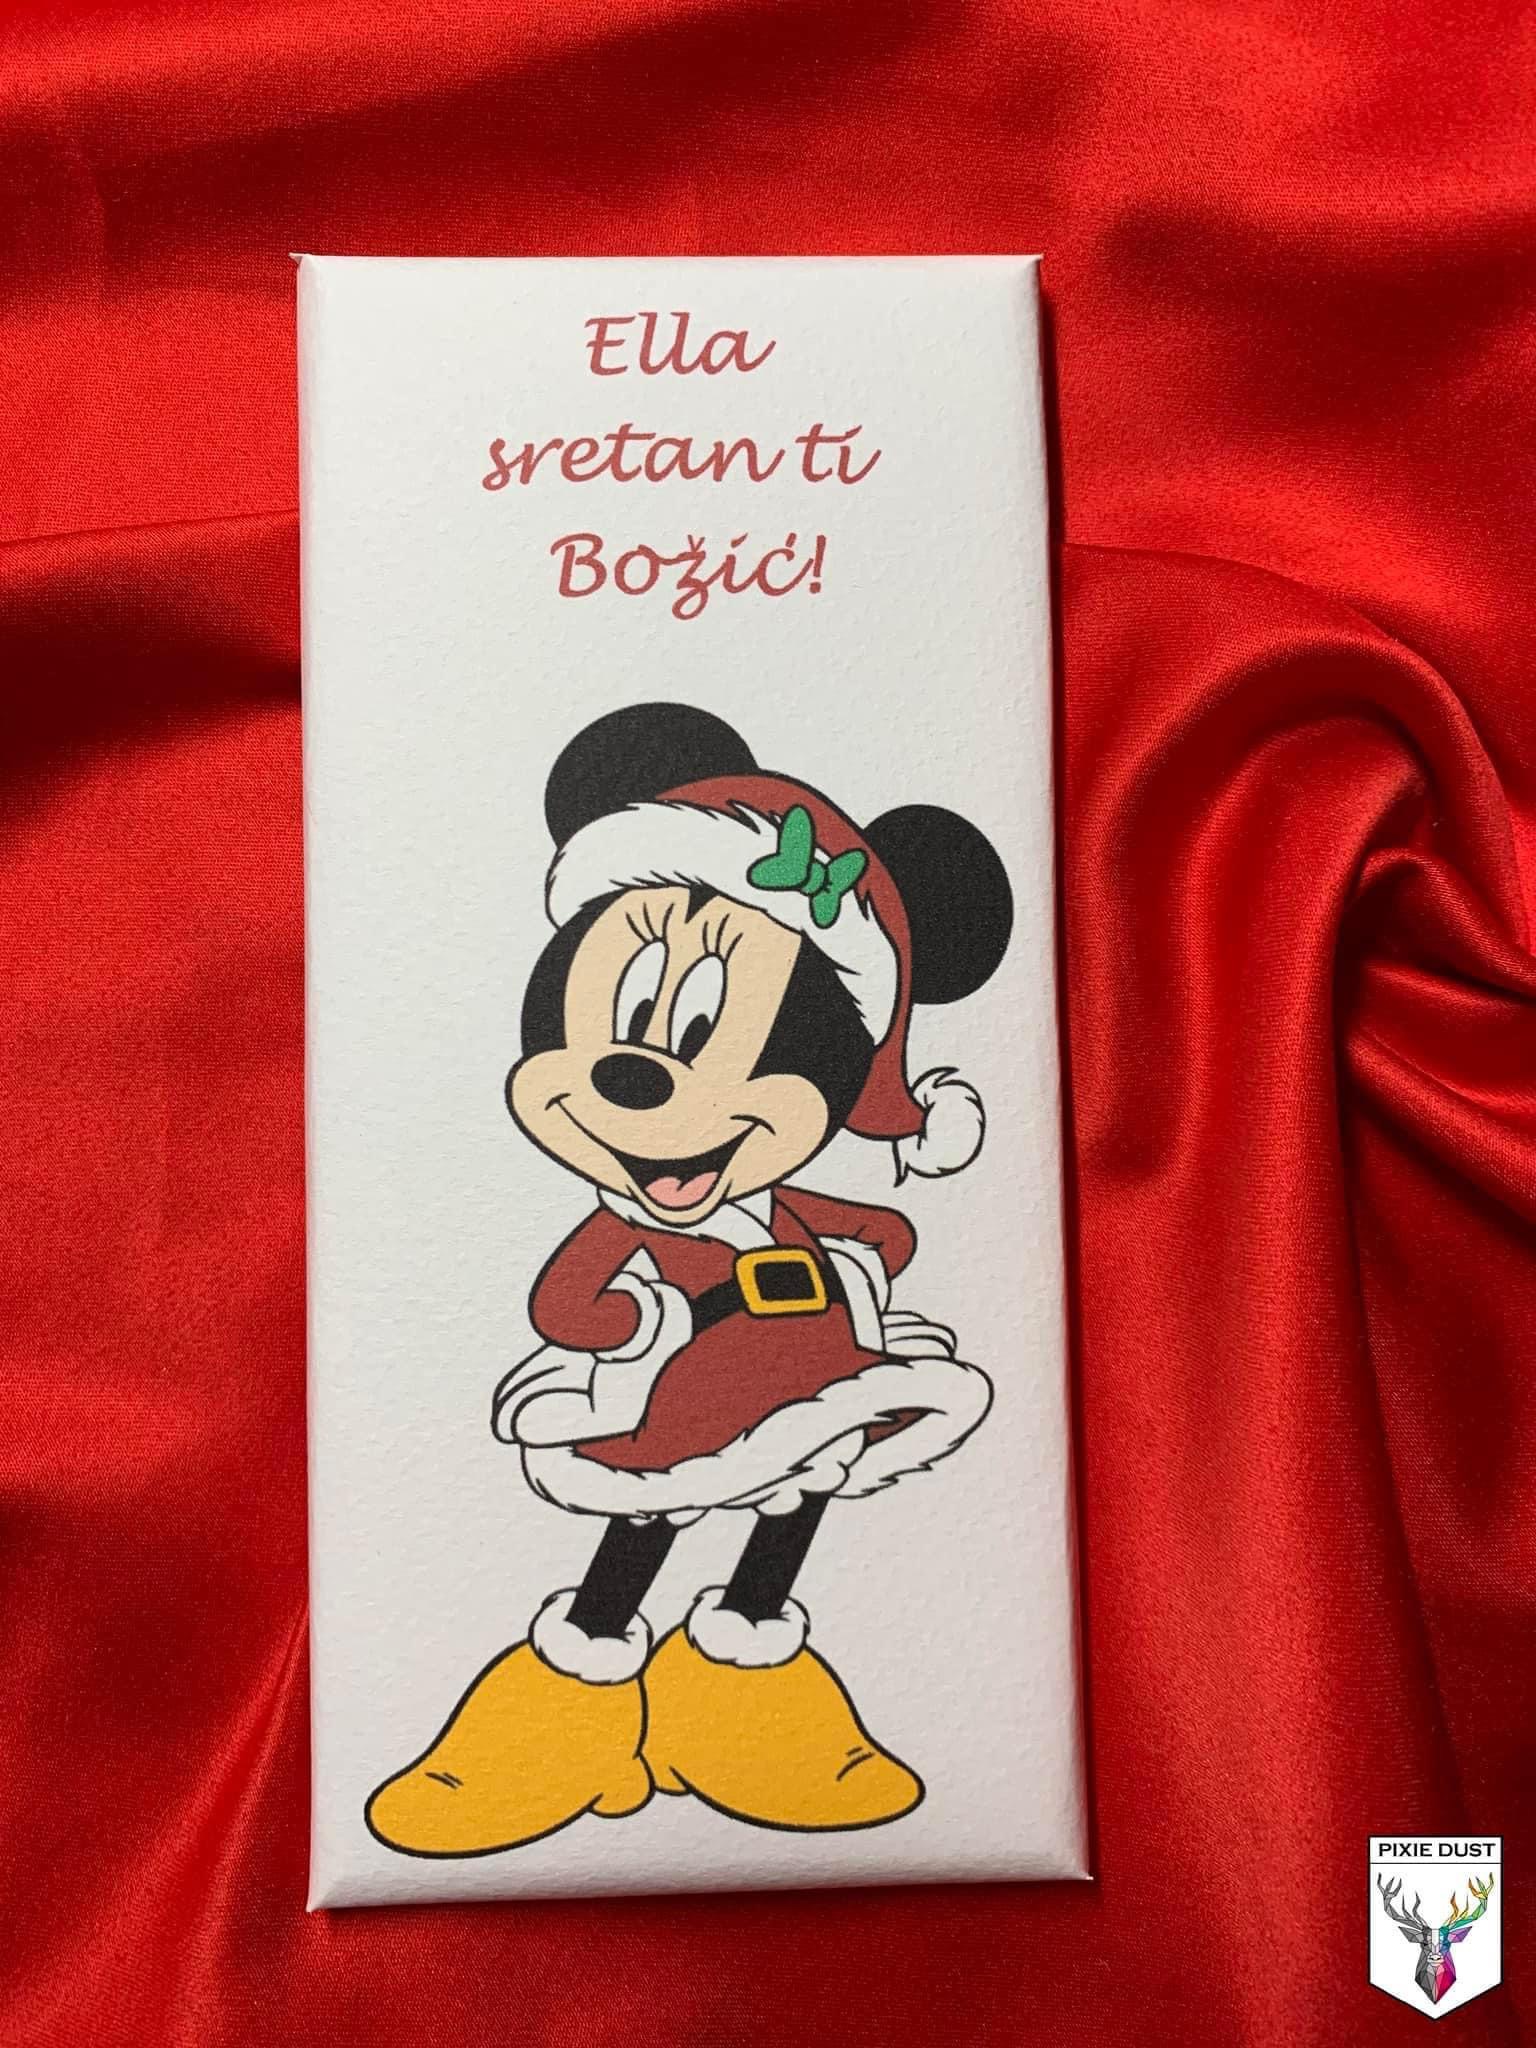 Ella
sretan ti
Božić!
PIXIE DUST